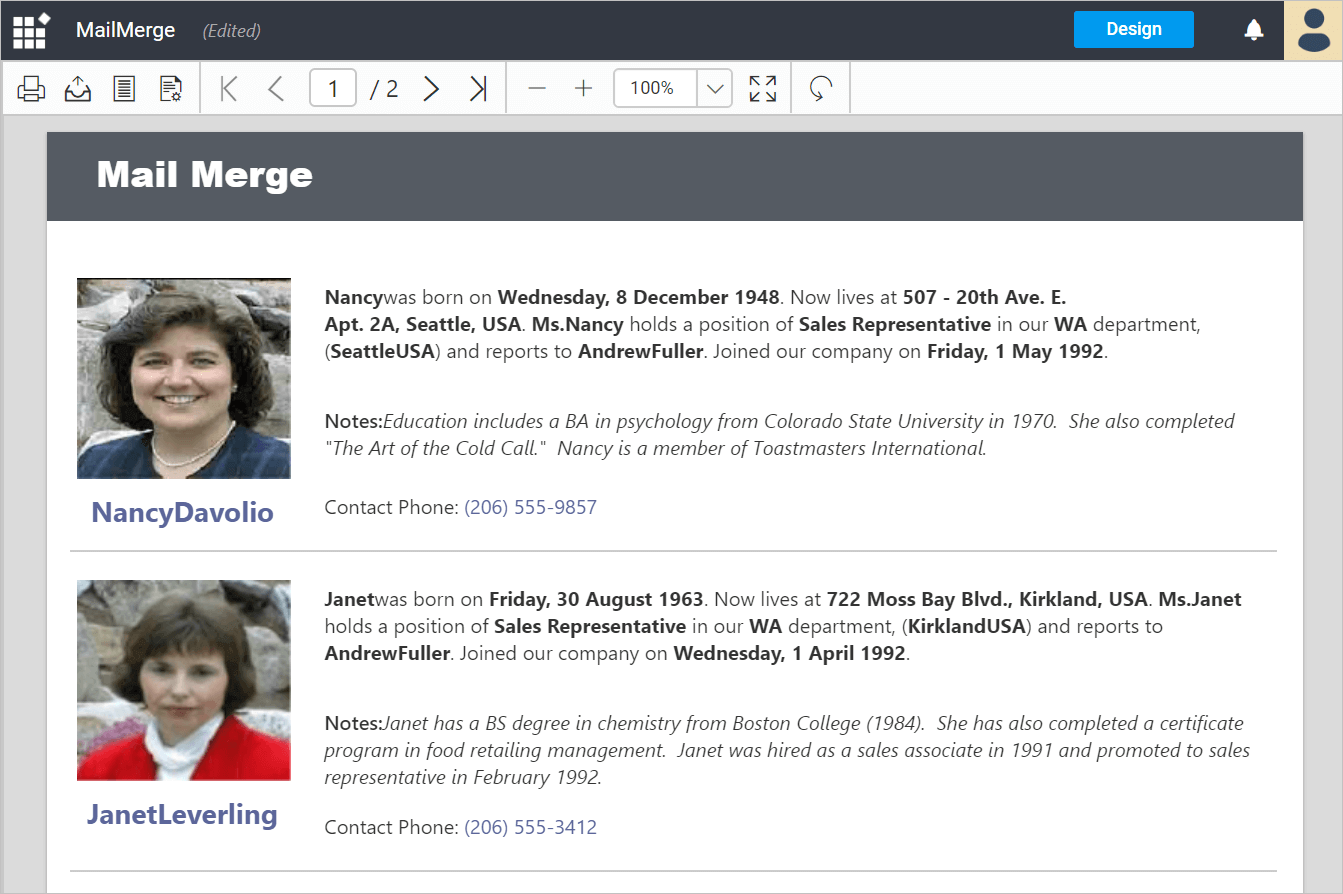 MailMerge (Edited) Design
1 / 2 100%
Mail Merge
Nancywas born on Wednesday, 8 December 1948. Now lives at 507 - 20th Ave. E.
Apt. 2A, Seattle, USA. Ms.Nancy holds a position of Sales Representative in our WA department,
(SeattleUSA) and reports to AndrewFuller. Joined our company on Friday, 1 May 1992.
Notes:Education includes a BA in psychology from Colorado State University in 1970.  She also completed
"The Art of the Cold Call."  Nancy is a member of Toastmasters International.
Contact Phone: (206) 555-9857
NancyDavolio
Janetwas born on Friday, 30 August 1963. Now lives at 722 Moss Bay Blvd., Kirkland, USA. Ms.Janet
holds a position of Sales Representative in our WA department, (KirklandUSA) and reports to
AndrewFuller. Joined our company on Wednesday, 1 April 1992.
Notes:Janet has a BS degree in chemistry from Boston College (1984).  She has also completed a certificate
program in food retailing management.  Janet was hired as a sales associate in 1991 and promoted to sales
representative in February 1992.
JanetLeverling
Contact Phone: (206) 555-3412